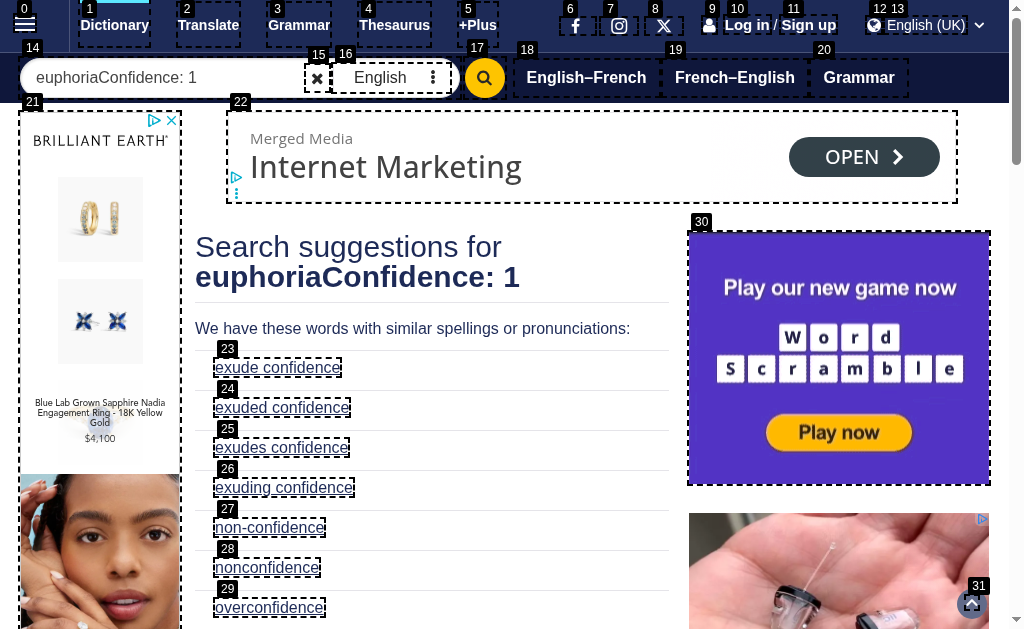 0 1 2 3 4 5 6 7 8 9 10 11 12 13
Dictionary Translate Grammar Thesaurus +Plus Log in / Sign up English (UK)
14 15 16 17 18 19 20
euphoriaConfidence: 1 English English–French French–English Grammar
21 22
BRILLIANT EARTH
Merged Media
Internet Marketing
OPEN
30
Search suggestions for
euphoriaConfidence: 1
We have these words with similar spellings or pronunciations:
23
exude confidence
24
exuded confidence
25
exudes confidence
26
exuding confidence
27
non-confidence
28
nonconfidence
29
overconfidence
Blue Lab Grown Sapphire Nadia
Engagement Ring - 18K Yellow
Gold
$4,100
Play our new game now
Word
Scramble
Play now
31